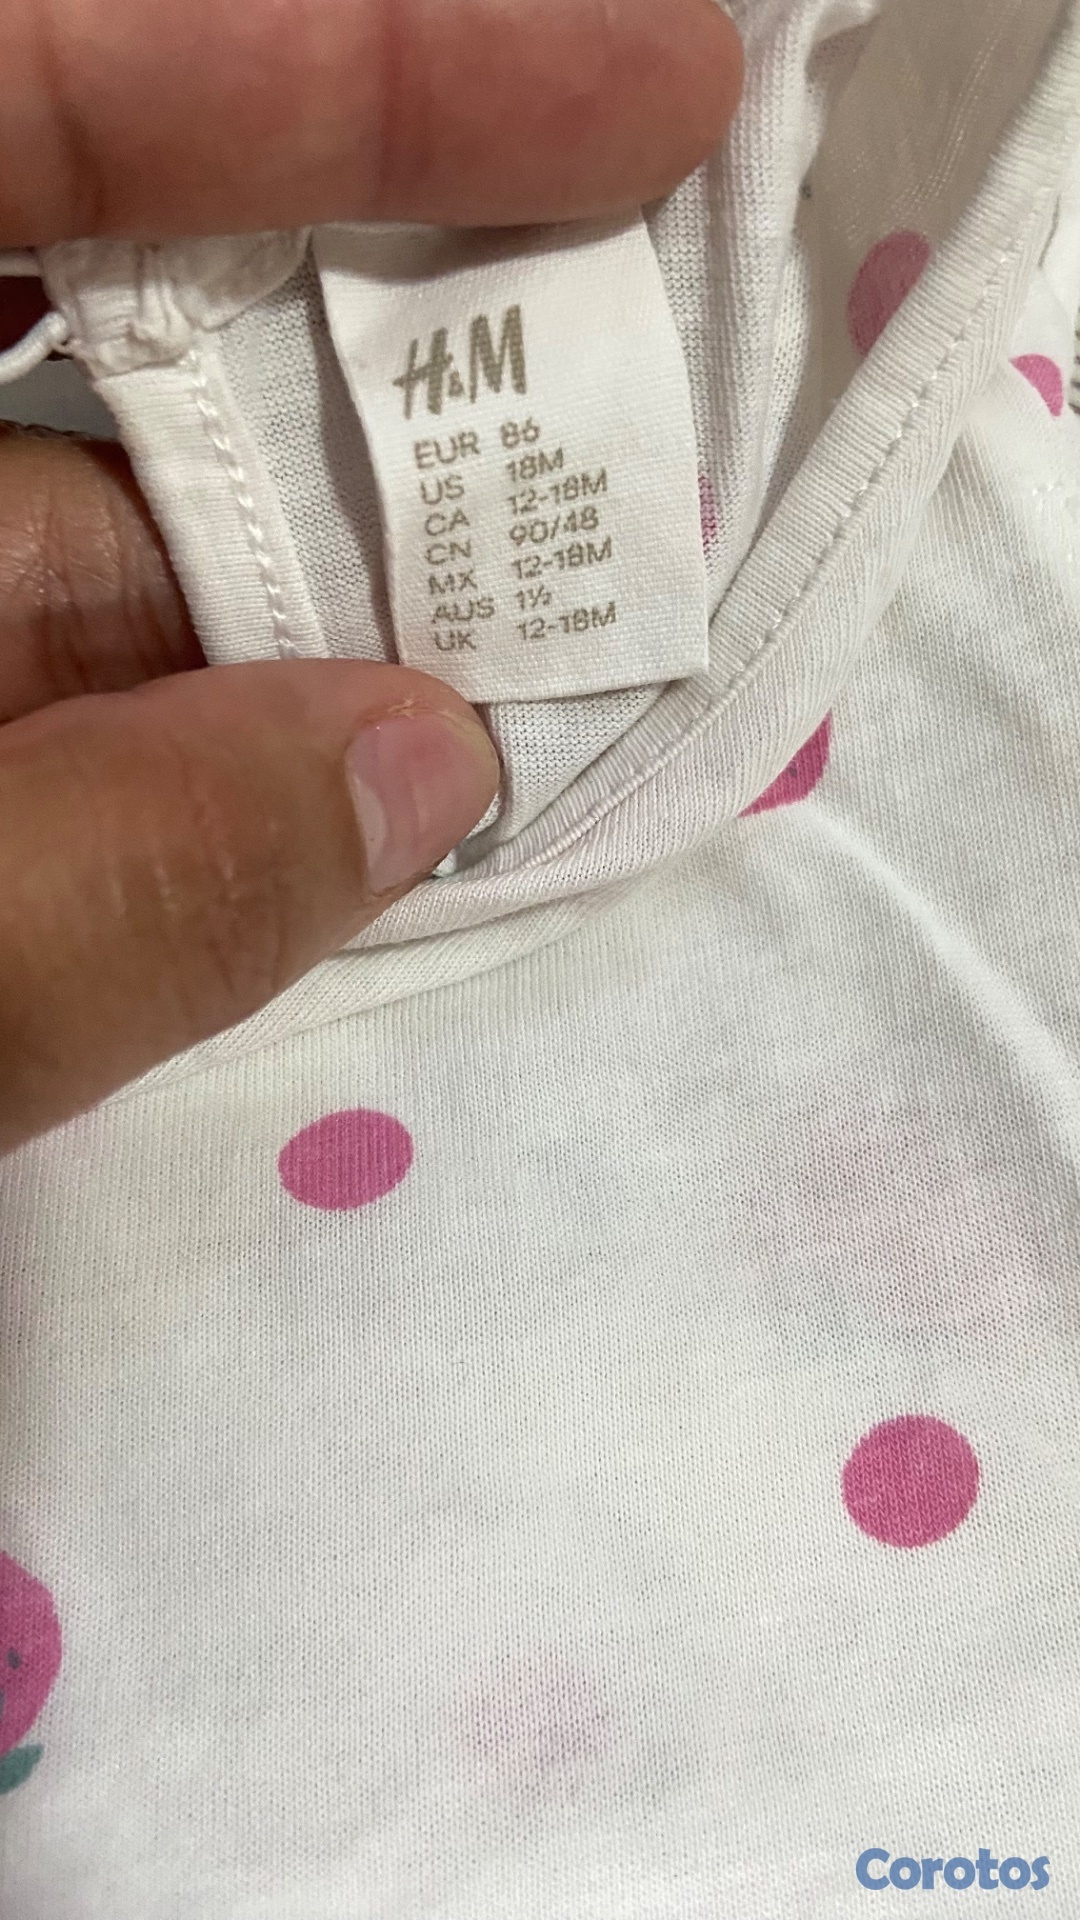 H&M
EUR 86
US 18M
CA 12-18M
CN 90/48
MX 12-18M
AUS 1½
UK 12-18M
Corotos